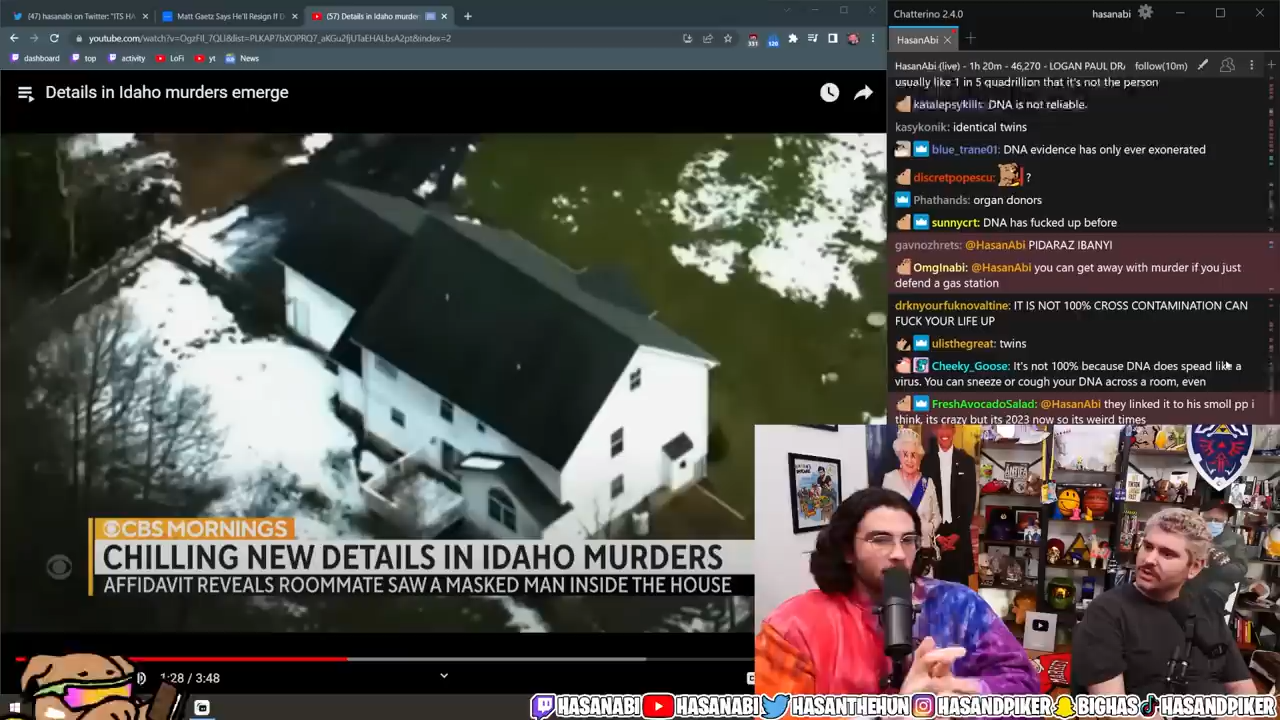 (47) hasanabi on Twitter: "ITS HA
Matt Gaetz Says He'll Resign If D
(57) Details in Idaho murder
youtube.com/watch?v=OgzFIl_7QLI&list=PLKAP7bXOPRQ7_aKGu2fjUTaEHALbsA2pt&index=2
dashboard
top
activity
LoFi
yt
News
Details in Idaho murders emerge
CBS MORNINGS
CHILLING NEW DETAILS IN IDAHO MURDERS
AFFIDAVIT REVEALS ROOMMATE SAW A MASKED MAN INSIDE THE HOUSE
1:28 / 3:48
Chatterino 2.4.0
hasanabi
HasanAbi
HasanAbi (live) - 1h 20m - 46,270 - LOGAN PAUL DR
follow(10m)
usually like 1 in 5 quadrillion that it's not the person
katalepsykills: DNA is not reliable.
kasykonik: identical twins
blue_trane01: DNA evidence has only ever exonerated
discretpopescu: ?
Phathands: organ donors
sunnycrt: DNA has fucked up before
gavnozhrets: @HasanAbi PIDARAZ IBANYI
OmgInabi: @HasanAbi you can get away with murder if you just
defend a gas station
drknyourfuknovaltine: IT IS NOT 100% CROSS CONTAMINATION CAN
FUCK YOUR LIFE UP
ulisthegreat: twins
Cheeky_Goose: It's not 100% because DNA does spead like a
virus. You can sneeze or cough your DNA across a room, even
FreshAvocadoSalad: @HasanAbi they linked it to his smoll pp i
think, its crazy but its 2023 now so its weird times
ANTIFA
HASANABI
HASANABI
HASANTHEHUN
HASANDPIKER
BIGHAS
HASANDPIKER